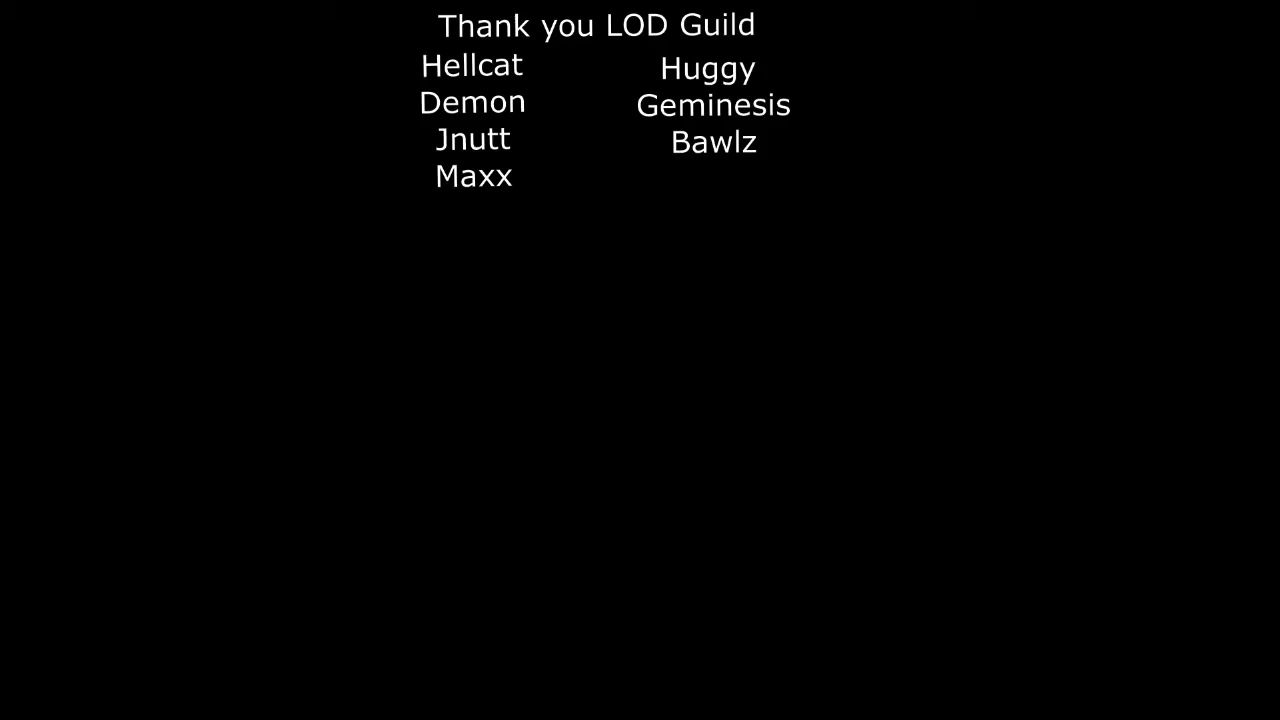 Thank you LOD Guild
Hellcat
Demon
Jnutt
Maxx
Huggy
Geminesis
Bawlz